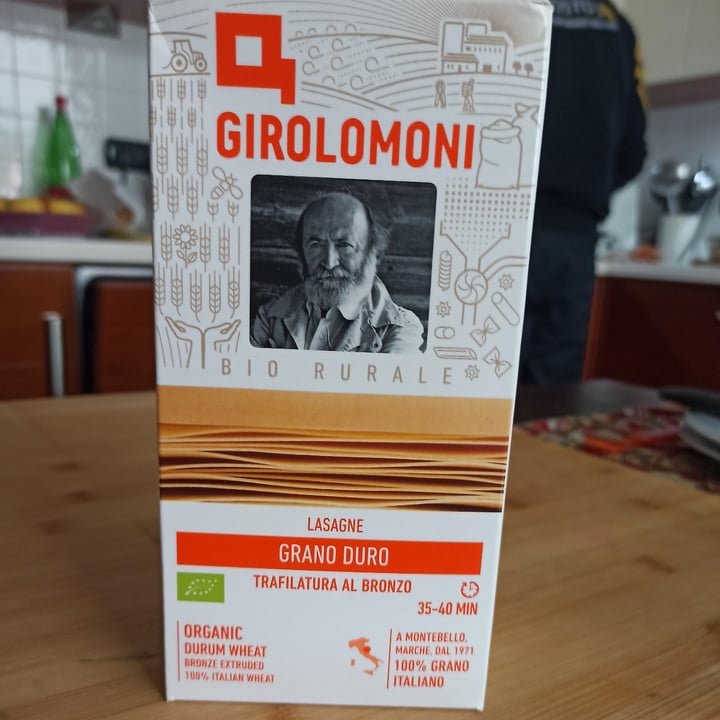 GIROLOMONI
BIO RURALE
LASAGNE
GRANO DURO
TRAFILATURA AL BRONZO
35-40 MIN
ORGANIC
DURUM WHEAT
BRONZE EXTRUDED
100% ITALIAN WHEAT
A MONTEBELLO,
MARCHE, DAL 1971
100% GRANO
ITALIANO